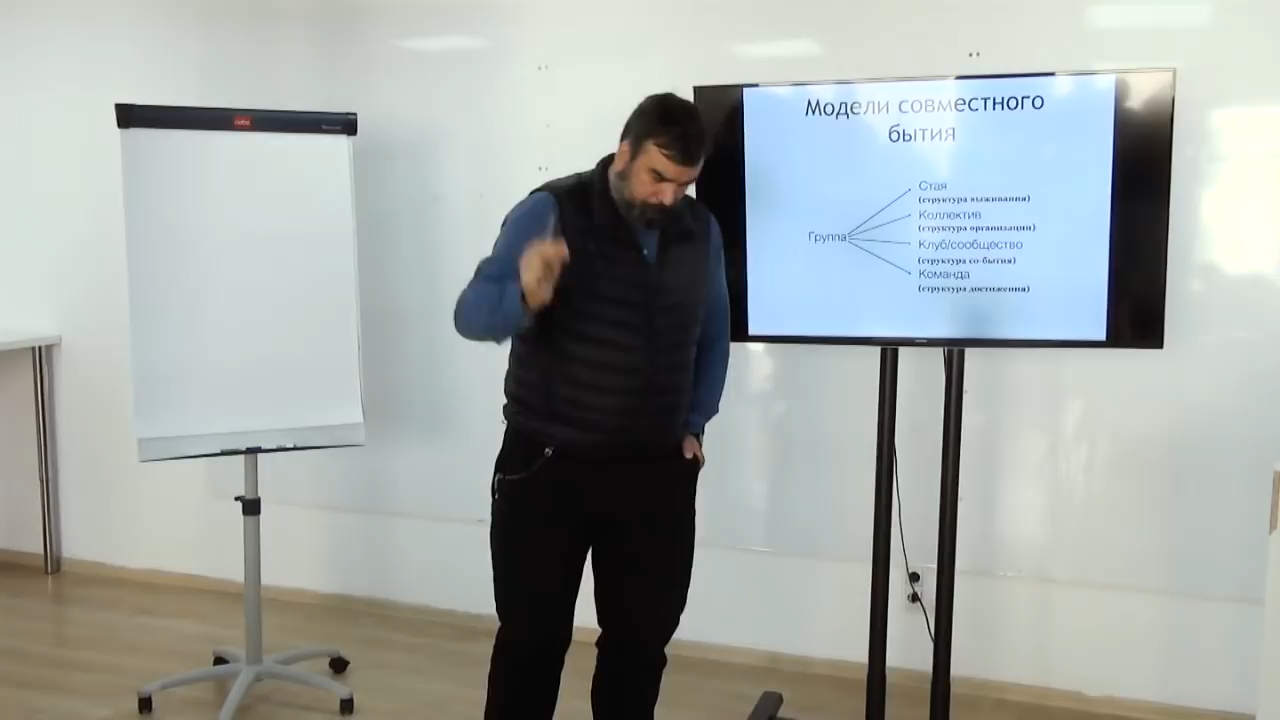 Модели совместного
бытия
Стая
(структура выживания)
Коллектив
(структура организации)
Группа
Клуб/сообщество
(структура со-бытия)
Команда
(структура достижения)